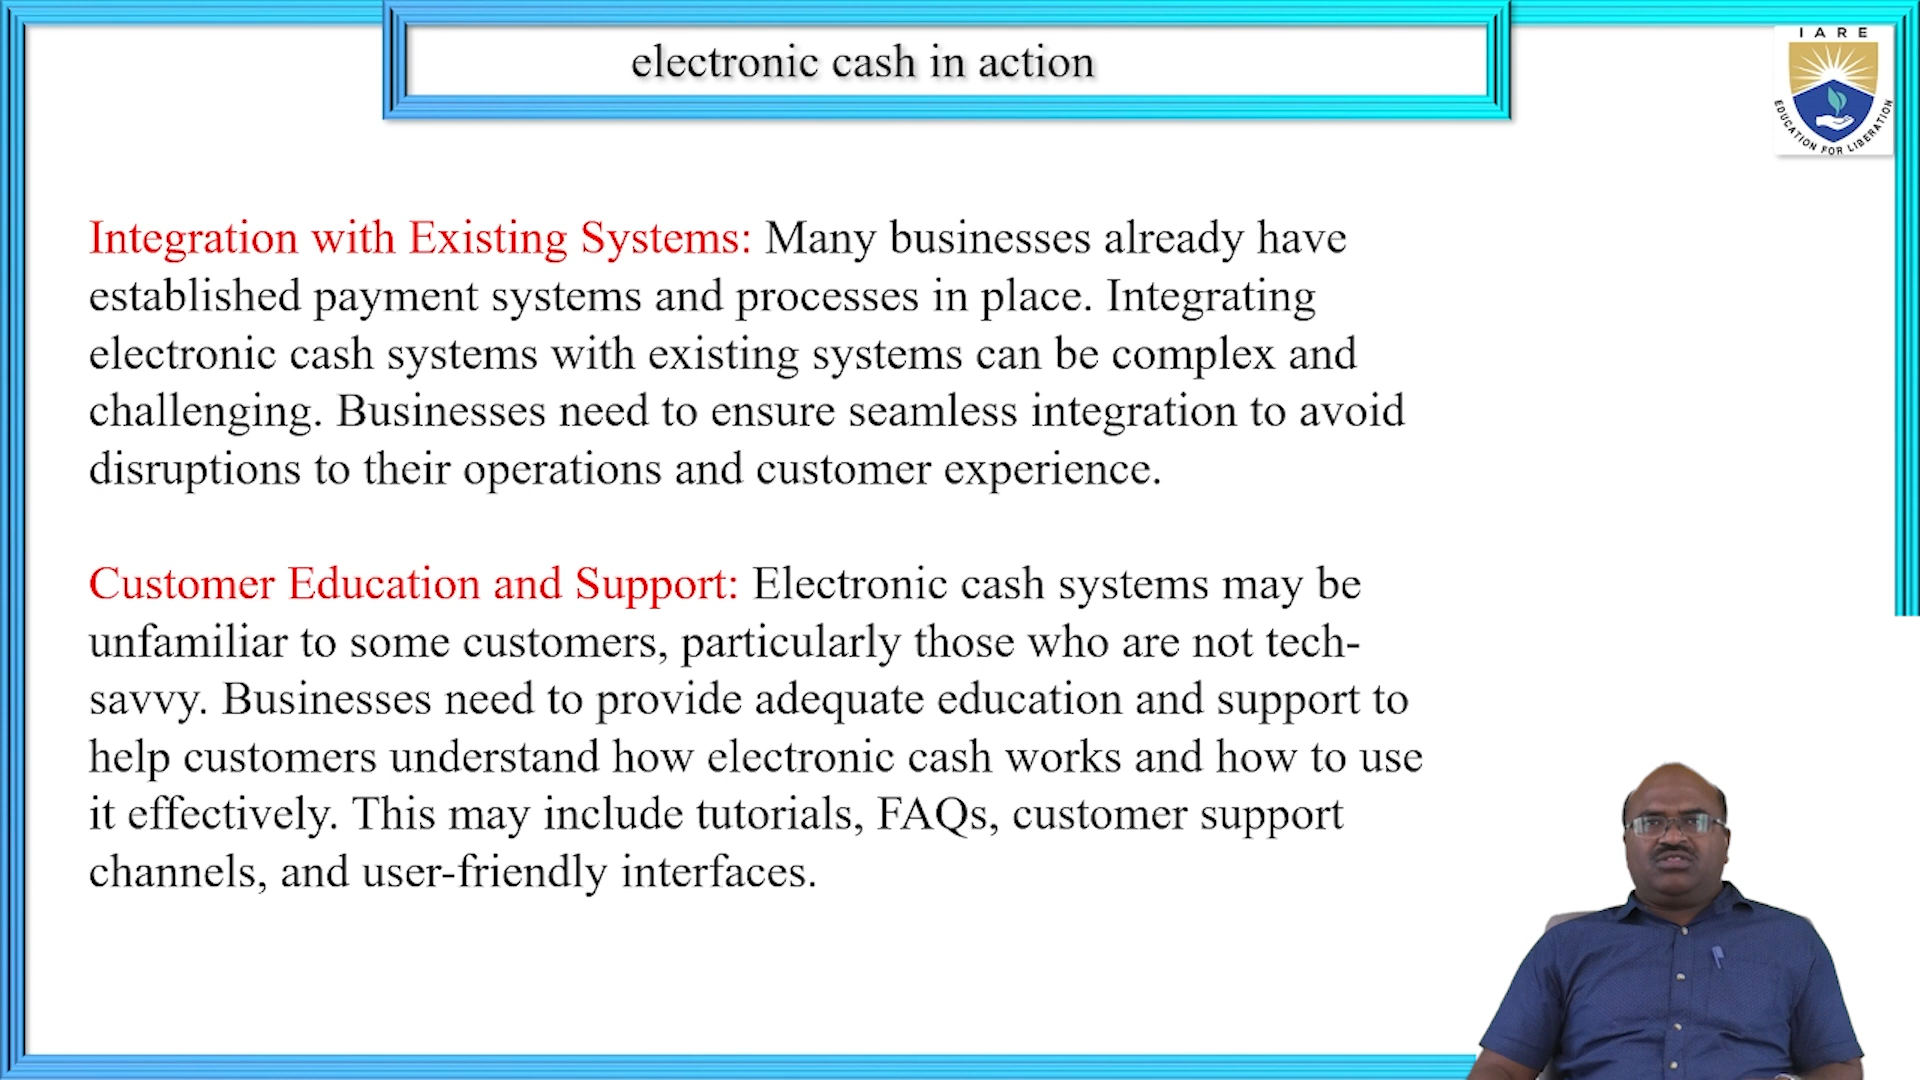 electronic cash in action
IARE
EDUCATION FOR LIBERATION
Integration with Existing Systems: Many businesses already have
established payment systems and processes in place. Integrating
electronic cash systems with existing systems can be complex and
challenging. Businesses need to ensure seamless integration to avoid
disruptions to their operations and customer experience.
Customer Education and Support: Electronic cash systems may be
unfamiliar to some customers, particularly those who are not tech-
savvy. Businesses need to provide adequate education and support to
help customers understand how electronic cash works and how to use
it effectively. This may include tutorials, FAQs, customer support
channels, and user-friendly interfaces.